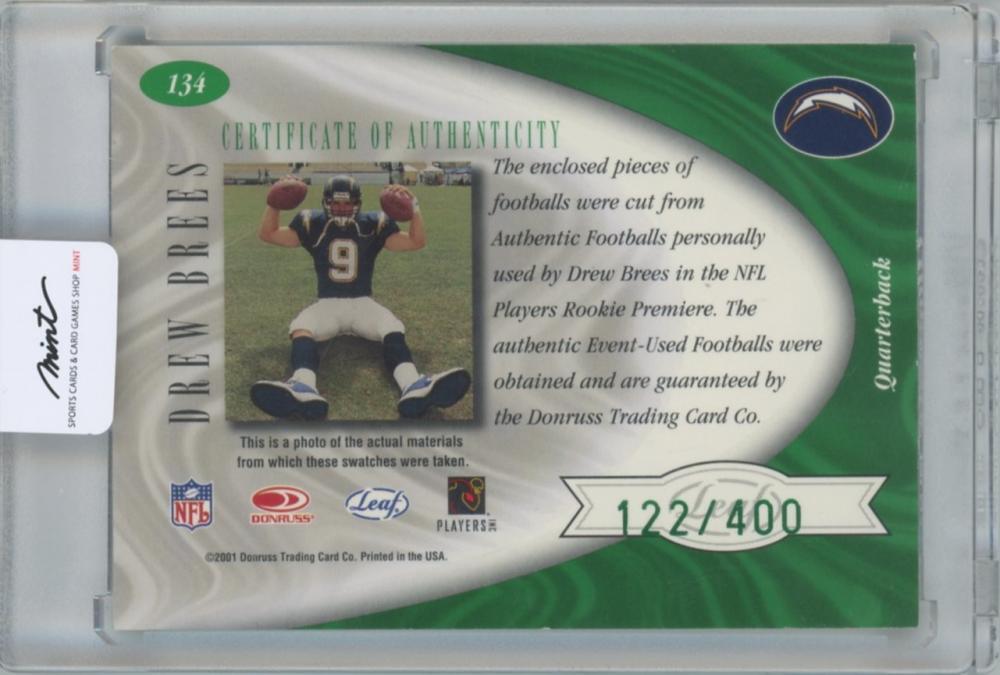 134
CERTIFICATE OF AUTHENTICITY
DREW BREES
9
The enclosed pieces of
footballs were cut from
Authentic Footballs personally
used by Drew Brees in the NFL
Players Rookie Premiere. The
authentic Event-Used Footballs were
obtained and are guaranteed by
the Donruss Trading Card Co.
Quarterback
This is a photo of the actual materials
from which these swatches were taken.
NFL
DONRUSS
Leaf
PLAYERS INC
Leaf
122/400
©2001 Donruss Trading Card Co. Printed in the USA.
mint
SPORTS CARDS & CARD GAMES SHOP MINT